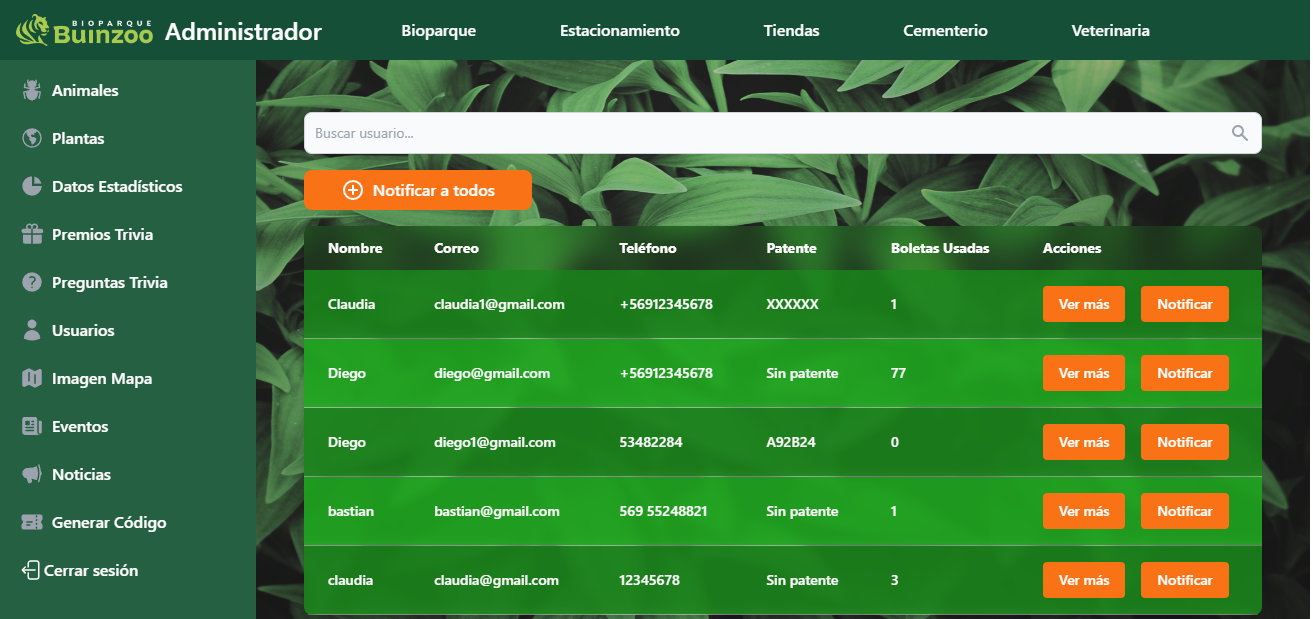 BIOPARQUE
Buinzoo Administrador Bioparque Estacionamiento Tiendas Cementerio Veterinaria
Animales
Plantas
Datos Estadísticos
Premios Trivia
Preguntas Trivia
Usuarios
Imagen Mapa
Eventos
Noticias
Generar Código
Cerrar sesión
Buscar usuario...
Notificar a todos
Nombre Correo Teléfono Patente Boletas Usadas Acciones
Claudia claudia1@gmail.com +56912345678 XXXXXX 1 Ver más Notificar
Diego diego@gmail.com +56912345678 Sin patente 77 Ver más Notificar
Diego diego1@gmail.com 53482284 A92B24 0 Ver más Notificar
bastian bastian@gmail.com 569 55248821 Sin patente 1 Ver más Notificar
claudia claudia@gmail.com 12345678 Sin patente 3 Ver más Notificar